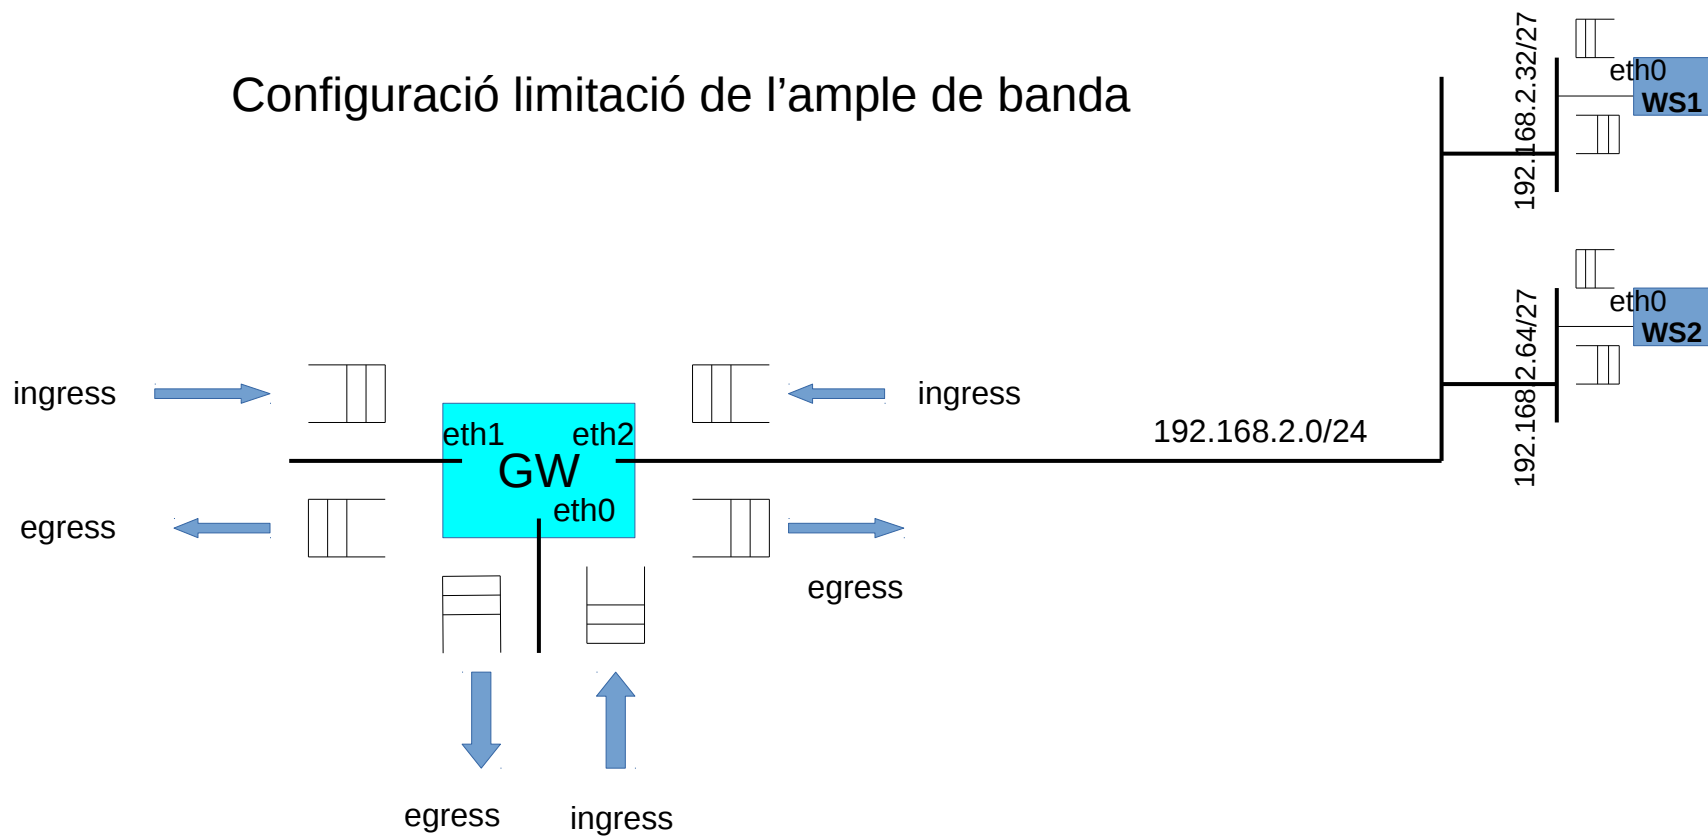 Configuració limitació de l’ample de banda
192.168.2.32/27
eth0
WS1
192.168.2.64/27
eth0
WS2
ingress
ingress
eth1
eth2
192.168.2.0/24
GW
eth0
egress
egress
egress
ingress